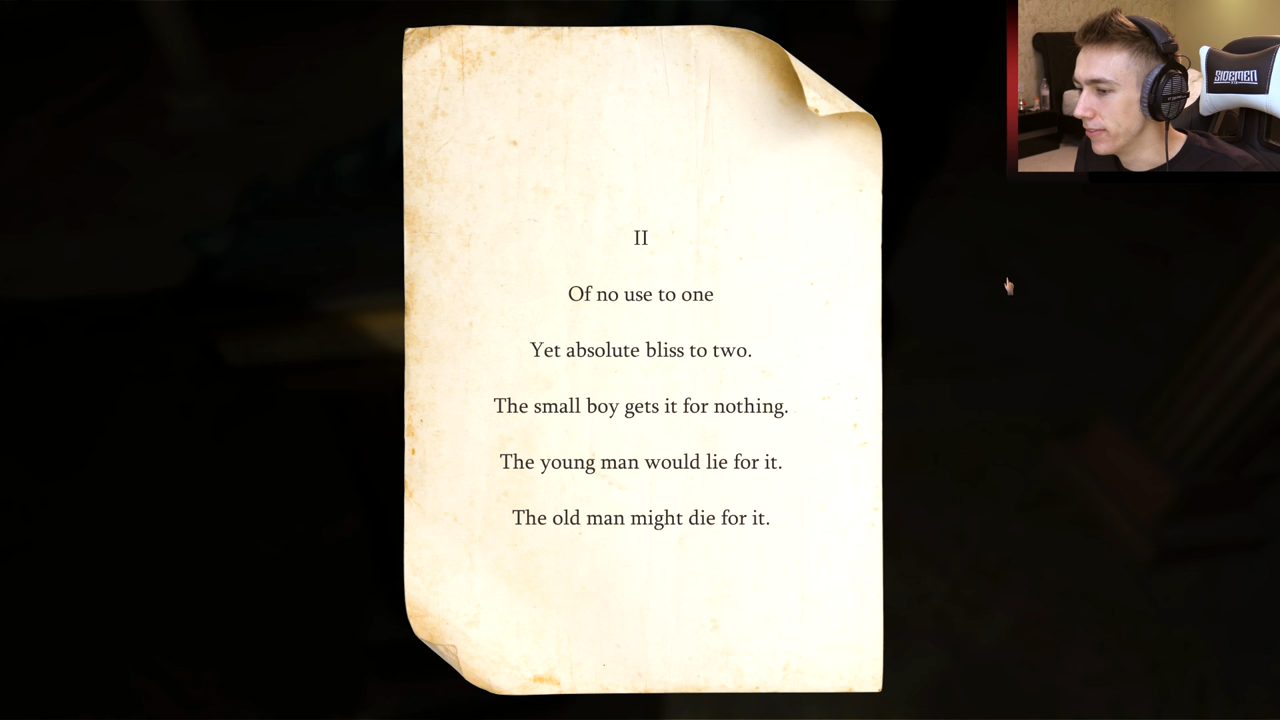 SIDEMEN
II
Of no use to one
Yet absolute bliss to two.
The small boy gets it for nothing.
The young man would lie for it.
The old man might die for it.